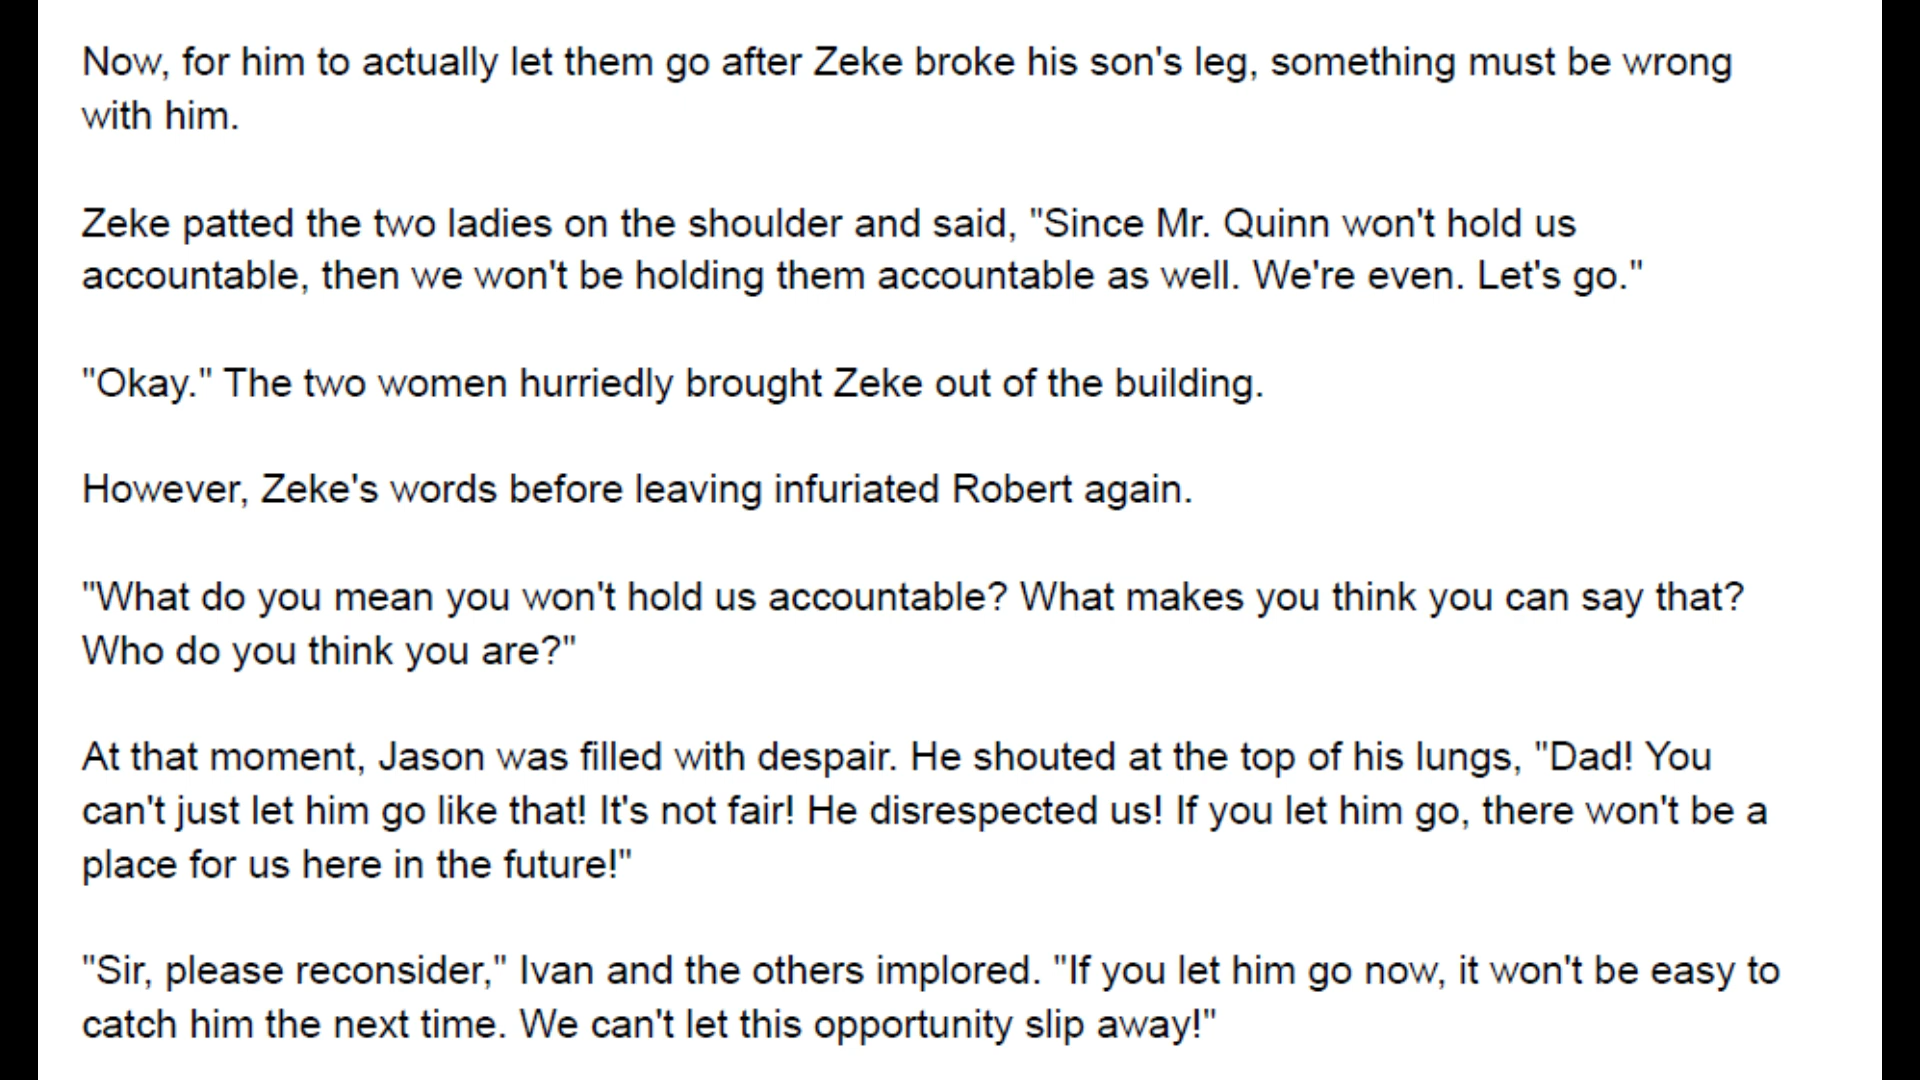 Now, for him to actually let them go after Zeke broke his son's leg, something must be wrong
with him.
Zeke patted the two ladies on the shoulder and said, "Since Mr. Quinn won't hold us
accountable, then we won't be holding them accountable as well. We're even. Let's go."
"Okay." The two women hurriedly brought Zeke out of the building.
However, Zeke's words before leaving infuriated Robert again.
"What do you mean you won't hold us accountable? What makes you think you can say that?
Who do you think you are?"
At that moment, Jason was filled with despair. He shouted at the top of his lungs, "Dad! You
can't just let him go like that! It's not fair! He disrespected us! If you let him go, there won't be a
place for us here in the future!"
"Sir, please reconsider," Ivan and the others implored. "If you let him go now, it won't be easy to
catch him the next time. We can't let this opportunity slip away!"